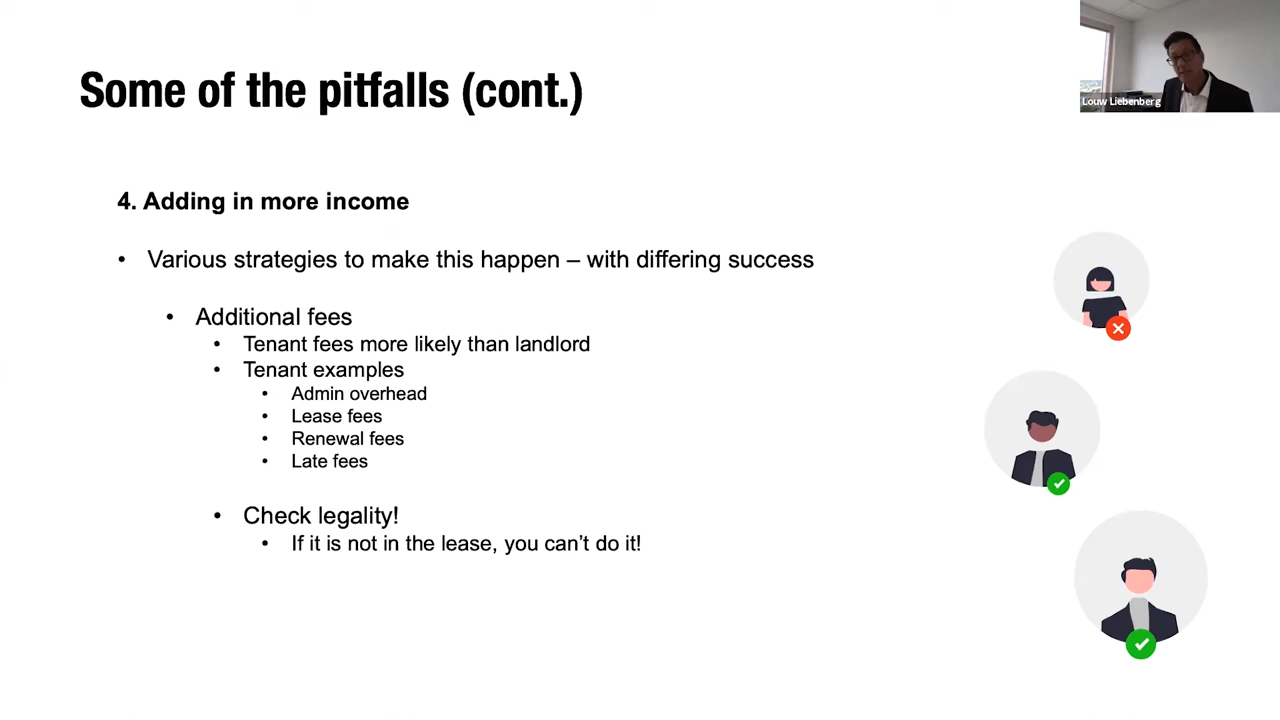 Some of the pitfalls (cont.)
Louw Liebenberg
4. Adding in more income
• Various strategies to make this happen – with differing success
• Additional fees
• Tenant fees more likely than landlord
• Tenant examples
• Admin overhead
• Lease fees
• Renewal fees
• Late fees
• Check legality!
• If it is not in the lease, you can’t do it!